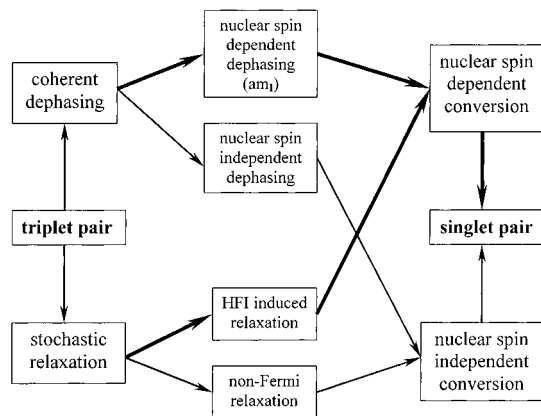 coherent
dephasing
nuclear spin
dependent
dephasing
(am_I)
nuclear spin
dependent
conversion
nuclear spin
independent
dephasing
triplet pair
singlet pair
HFI induced
relaxation
stochastic
relaxation
non-Fermi
relaxation
nuclear spin
independent
conversion